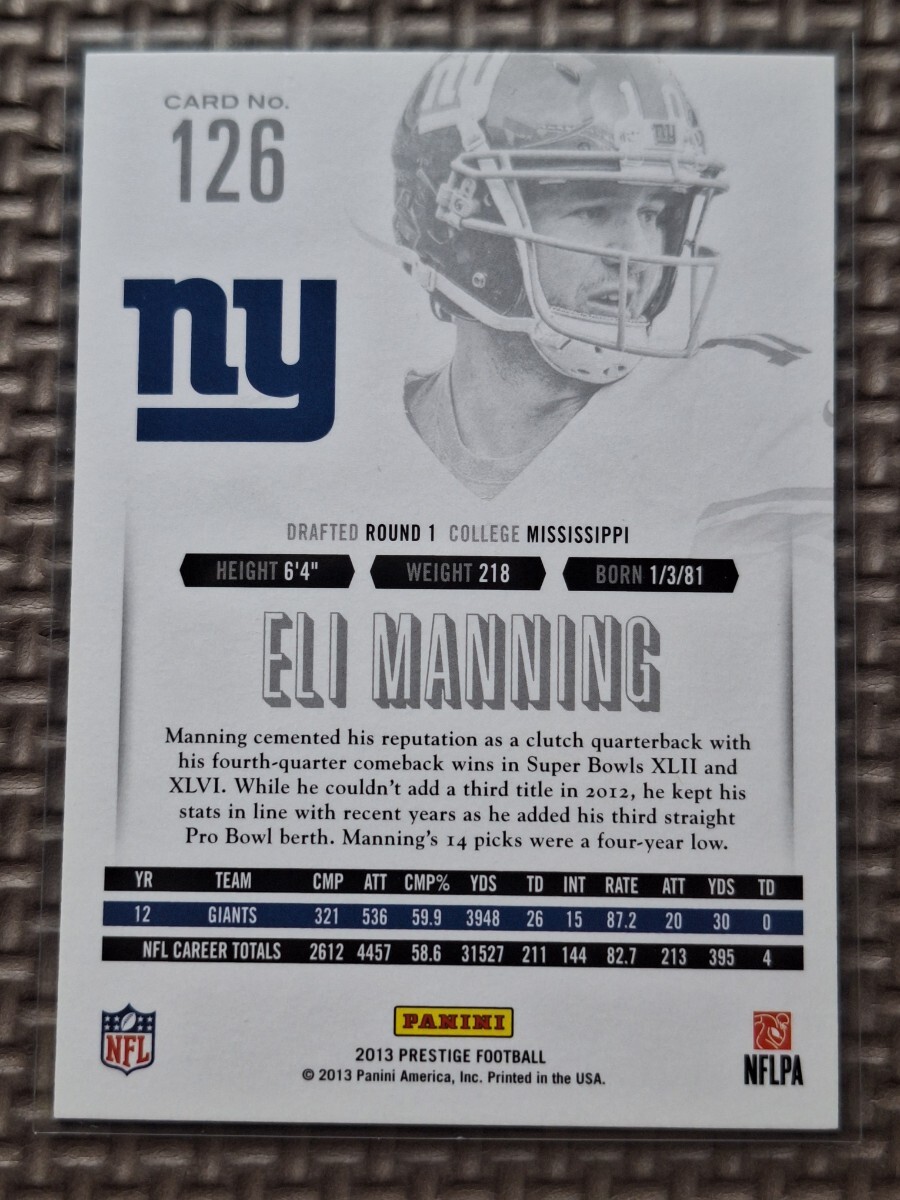 CARD No.
126
ny
ny
DRAFTED ROUND 1 COLLEGE MISSISSIPPI
HEIGHT 6'4" WEIGHT 218 BORN 1/3/81
ELI MANNING
Manning cemented his reputation as a clutch quarterback with
his fourth-quarter comeback wins in Super Bowls XLII and
XLVI. While he couldn't add a third title in 2012, he kept his
stats in line with recent years as he added his third straight
Pro Bowl berth. Manning's 14 picks were a four-year low.
YR TEAM CMP ATT CMP% YDS TD INT RATE ATT YDS TD
12 GIANTS 321 536 59.9 3948 26 15 87.2 20 30 0
NFL CAREER TOTALS 2612 4457 58.6 31527 211 144 82.7 213 395 4
NFL
PANINI
2013 PRESTIGE FOOTBALL
© 2013 Panini America, Inc. Printed in the USA.
NFLPA